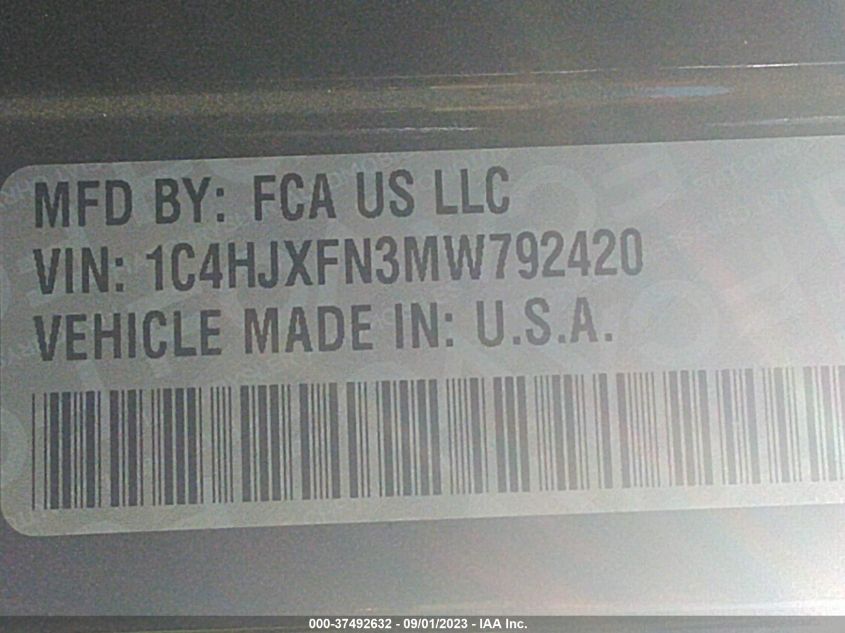 MFD BY: FCA US LLC
VIN: 1C4HJXFN3MW792420
VEHICLE MADE IN: U.S.A.
000-37492632 - 09/01/2023 - IAA Inc.